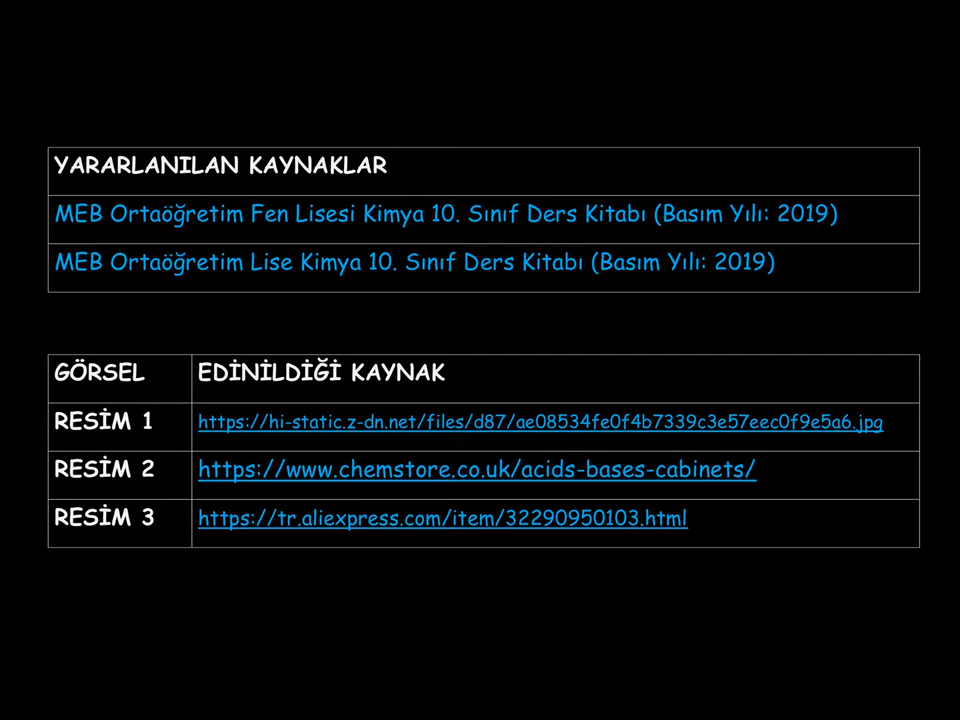 YARARLANILAN KAYNAKLAR
MEB Ortaöğretim Fen Lisesi Kimya 10. Sınıf Ders Kitabı (Basım Yılı: 2019)
MEB Ortaöğretim Lise Kimya 10. Sınıf Ders Kitabı (Basım Yılı: 2019)
GÖRSEL EDİNİLDİĞİ KAYNAK
RESİM 1 https://hi-static.z-dn.net/files/d87/ae08534fe0f4b7339c3e57eec0f9e5a6.jpg
RESİM 2 https://www.chemstore.co.uk/acids-bases-cabinets/
RESİM 3 https://tr.aliexpress.com/item/32290950103.html